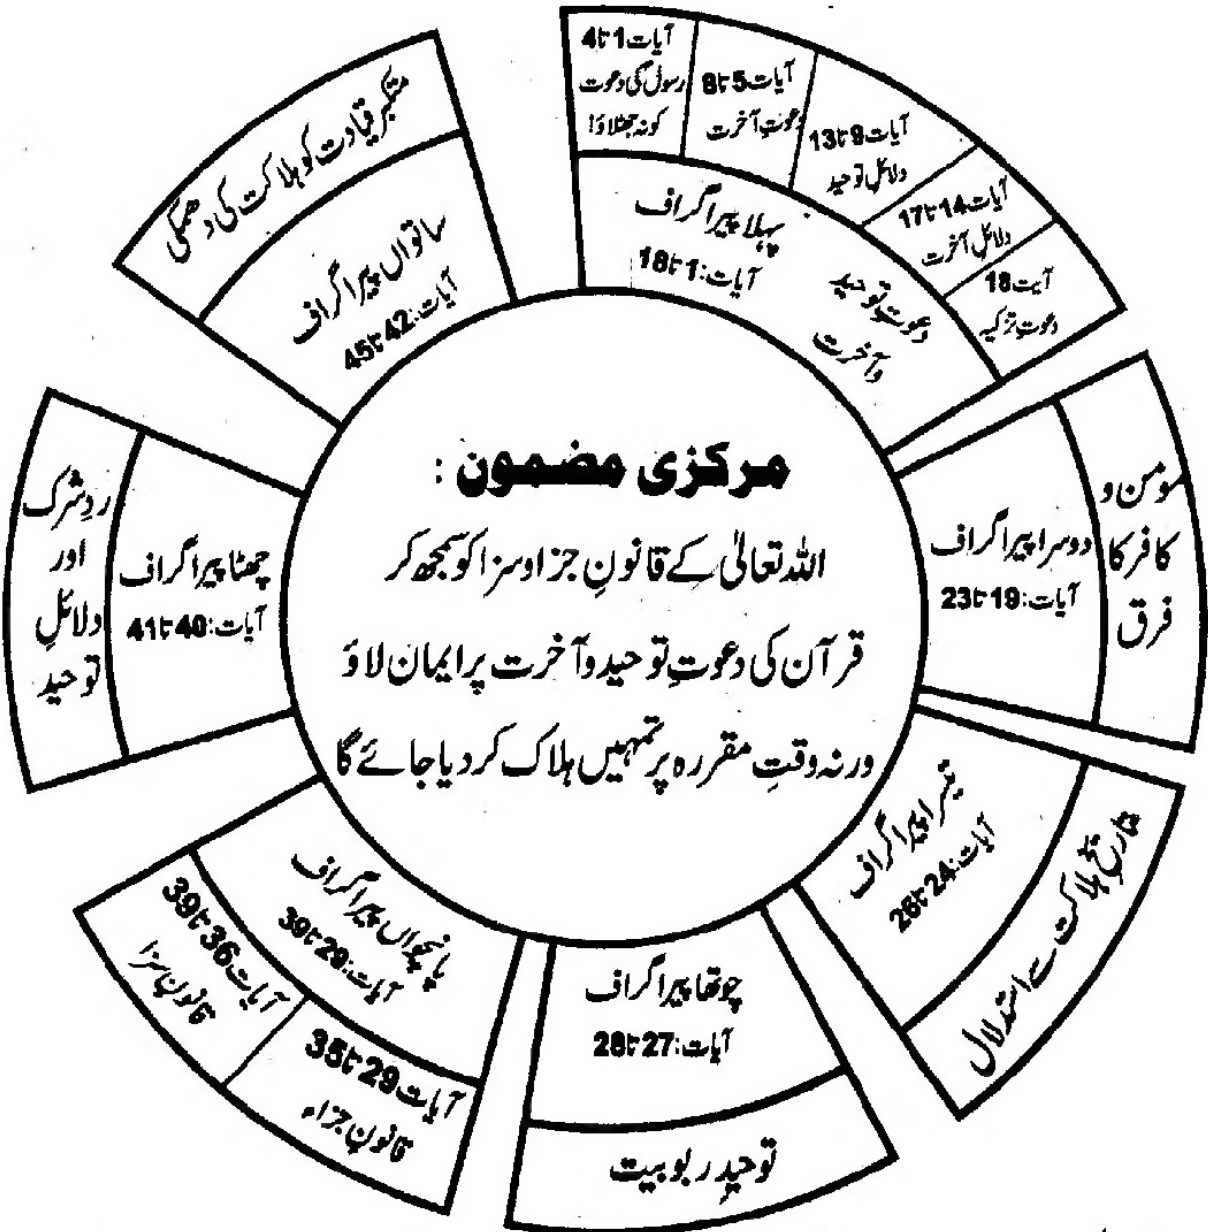 مرکزی مضمون :
اللہ تعالیٰ کے قانونِ جزا و سزا کو سمجھ کر
قرآن کی دعوتِ توحید و آخرت پر ایمان لاؤ
ورنہ وقتِ مقررہ پر تمہیں ہلاک کر دیا جائے گا
پہلا پیراگراف
آیات:1 تا 18
دعوتِ توحید
و آخرت
آیات 1 تا 4
رسولؐ کی دعوت
کو نہ جھٹلاؤ!
آیات 5 تا 8
دعوتِ آخرت
آیات 9 تا 13
دلائلِ توحید
آیات 14 تا 17
دلائلِ آخرت
آیت 18
دعوتِ تزکیہ
دوسرا پیراگراف
آیات:19 تا 23
مومن و
کافر کا
فرق
تیسرا پیراگراف
آیات:24 تا 26
تاریخِ ہلاکت سے استدلال
چوتھا پیراگراف
آیات:27 تا 28
توحیدِ ربوبیت
پانچواں پیراگراف
آیات:29 تا 39
آیات 29 تا 35
قانونِ جزاء
آیات 36 تا 39
قانونِ سزا
چھٹا پیراگراف
آیات:40 تا 41
ردِ شرک
اور
دلائلِ
توحید
ساتواں پیراگراف
آیات:42 تا 45
متکبر قیادت کو ہلاکت کی دھمکی